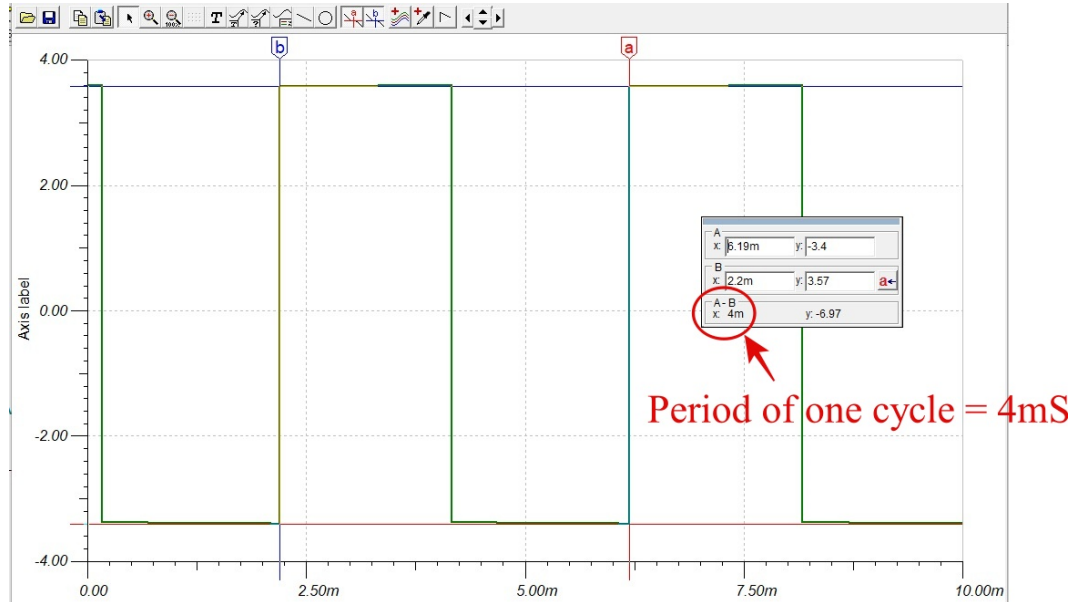 T
100%
a
b
b
a
4.00
2.00
0.00
-2.00
-4.00
Axis label
A
x: 6.19m y: -3.4
B
x: 2.2m y: 3.57 a
A - B
x: 4m y: -6.97
Period of one cycle = 4mS
0.00 2.50m 5.00m 7.50m 10.00m